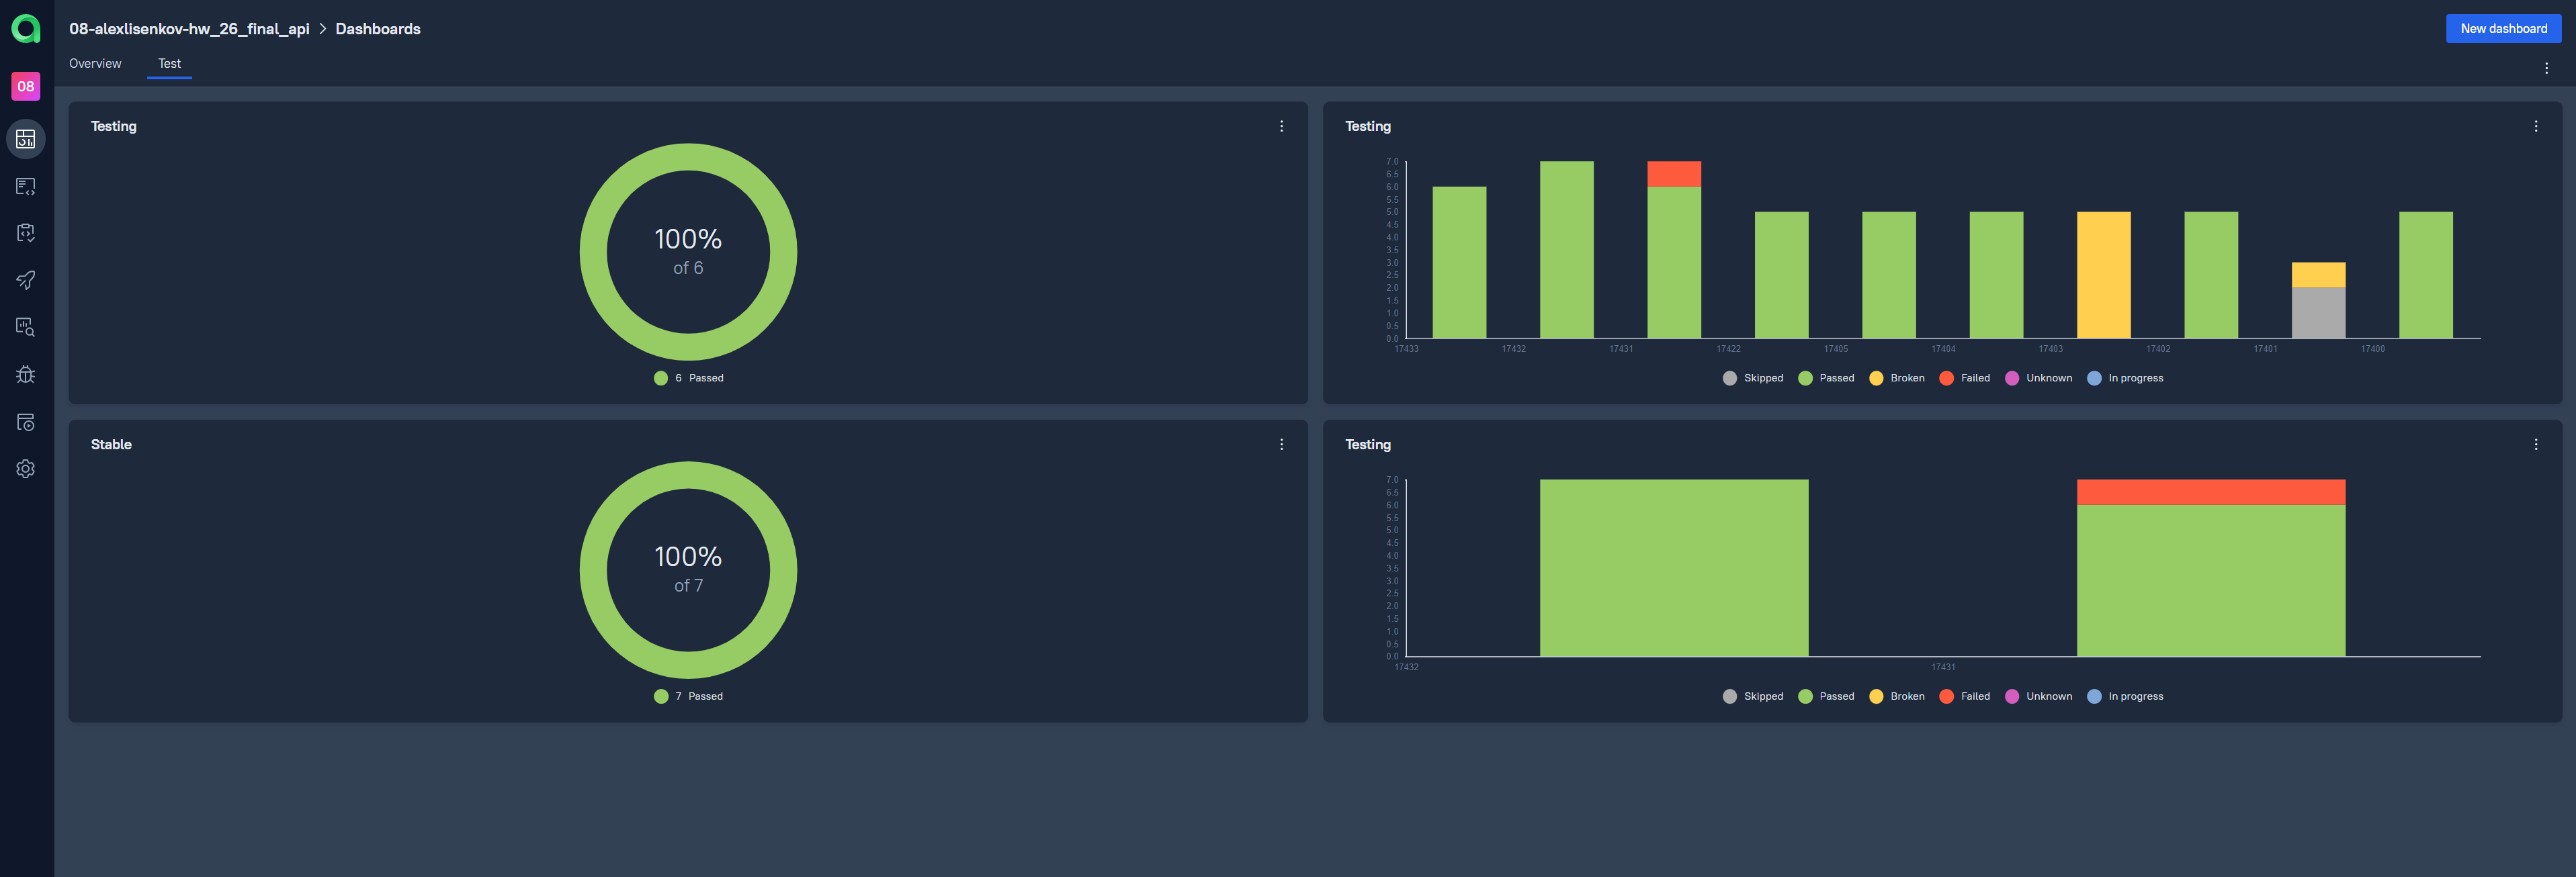 08-alexlisenkov-hw_26_final_api > Dashboards
New dashboard
Overview Test
08
Testing
100%
of 6
6 Passed
Testing
7.0
6.5
6.0
5.5
5.0
4.5
4.0
3.5
3.0
2.5
2.0
1.5
1.0
0.5
0.0
17433 17432 17431 17422 17405 17404 17403 17402 17401 17400
Skipped Passed Broken Failed Unknown In progress
Stable
100%
of 7
7 Passed
Testing
7.0
6.5
6.0
5.5
5.0
4.5
4.0
3.5
3.0
2.5
2.0
1.5
1.0
0.5
0.0
17432 17431
Skipped Passed Broken Failed Unknown In progress